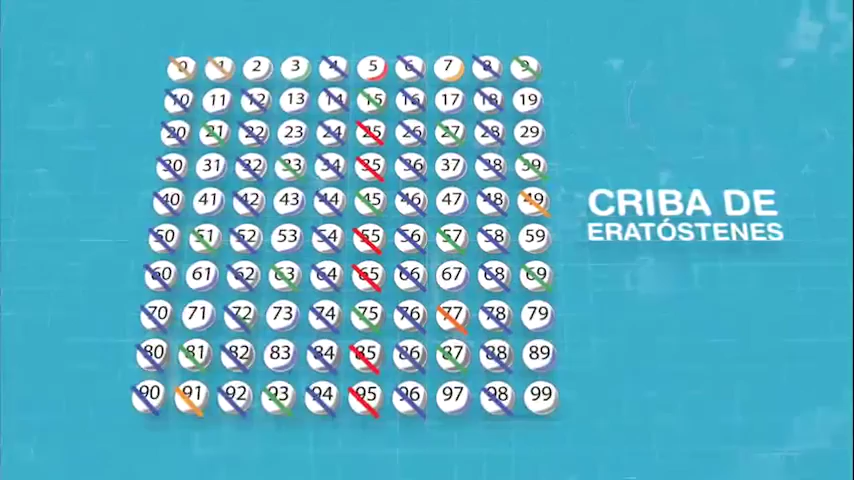 0 1 2 3 4 5 6 7 8 9
10 11 12 13 14 15 16 17 18 19
20 21 22 23 24 25 26 27 28 29
30 31 32 33 34 35 36 37 38 39
40 41 42 43 44 45 46 47 48 49
50 51 52 53 54 55 56 57 58 59
60 61 62 63 64 65 66 67 68 69
70 71 72 73 74 75 76 77 78 79
80 81 82 83 84 85 86 87 88 89
90 91 92 93 94 95 96 97 98 99
CRIBA DE
ERATÓSTENES